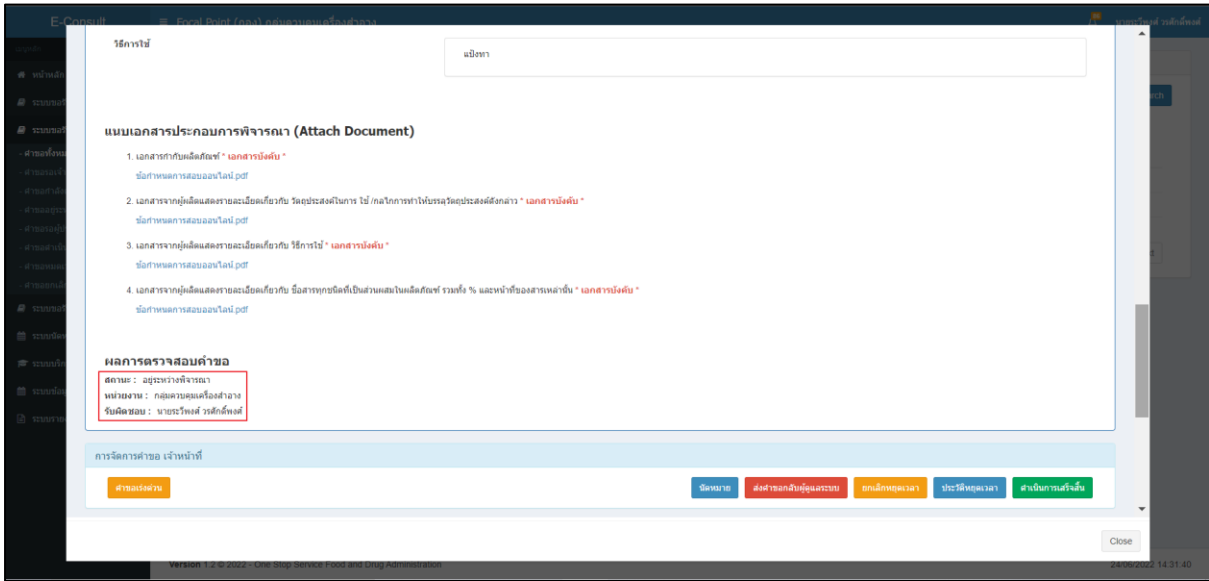 E-Consult
Focal Point (กอง) กลุ่มควบคุมเครื่องสำอาง
นายระวีพงศ์ วรศักดิ์พงศ์
วิธีการใช้
แป้งทา
แนบเอกสารประกอบการพิจารณา (Attach Document)
1. เอกสารกำกับผลิตภัณฑ์ * เอกสารบังคับ *
ข้อกำหนดการสอบออนไลน์.pdf
2. เอกสารจากผู้ผลิตแสดงรายละเอียดเกี่ยวกับ วัตถุประสงค์ในการ ใช้ /กลไกการทำให้บรรลุวัตถุประสงค์ดังกล่าว * เอกสารบังคับ *
ข้อกำหนดการสอบออนไลน์.pdf
3. เอกสารจากผู้ผลิตแสดงรายละเอียดเกี่ยวกับ วิธีการใช้ * เอกสารบังคับ *
ข้อกำหนดการสอบออนไลน์.pdf
4. เอกสารจากผู้ผลิตแสดงรายละเอียดเกี่ยวกับ ชื่อสารทุกชนิดที่เป็นส่วนผสมในผลิตภัณฑ์ รวมทั้ง % และหน้าที่ของสารเหล่านั้น * เอกสารบังคับ *
ข้อกำหนดการสอบออนไลน์.pdf
ผลการตรวจสอบคำขอ
สถานะ : อยู่ระหว่างพิจารณา
หน่วยงาน : กลุ่มควบคุมเครื่องสำอาง
รับผิดชอบ : นายระวีพงศ์ วรศักดิ์พงศ์
การจัดการคำขอ เจ้าหน้าที่
คำขอเร่งด่วน
นัดหมาย
ส่งคำขอกลับผู้ดูแลระบบ
ยกเลิกหยุดเวลา
ประวัติหยุดเวลา
ดำเนินการเสร็จสิ้น
Close
Version 1.2 © 2022 - One Stop Service Food and Drug Administration
24/06/2022 14:31:40